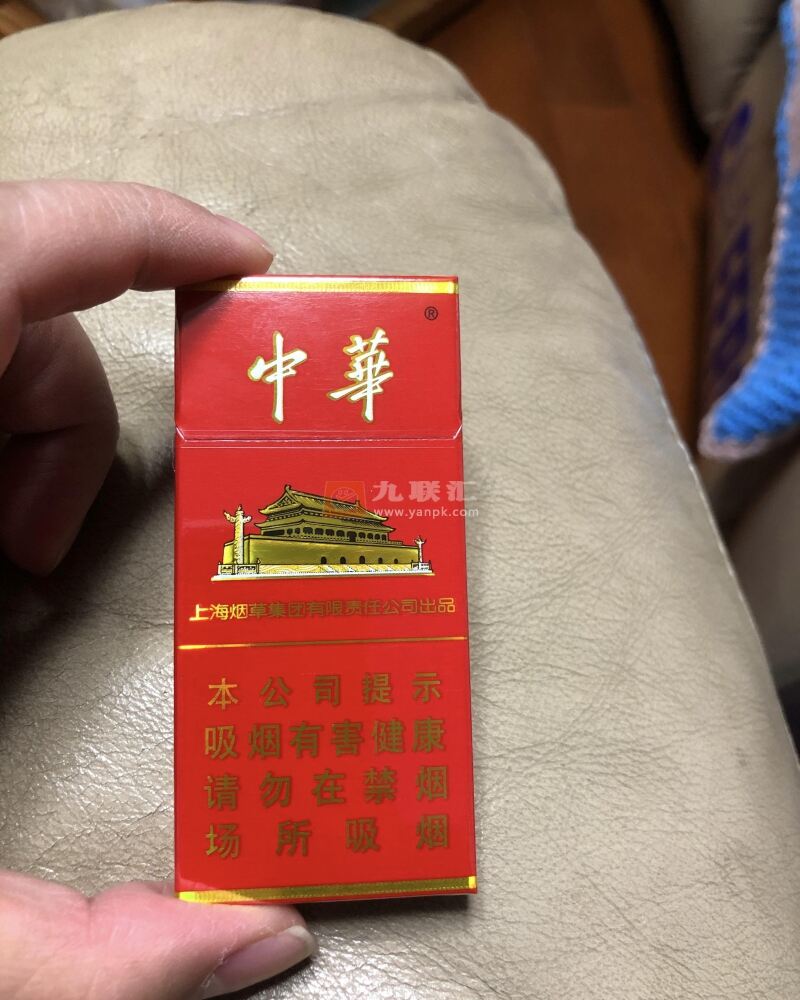 ®
中華
九联汇
www.yanpk.com
上海烟草集团有限责任公司出品
本公司提示
吸烟有害健康
请勿在禁烟
场所吸烟